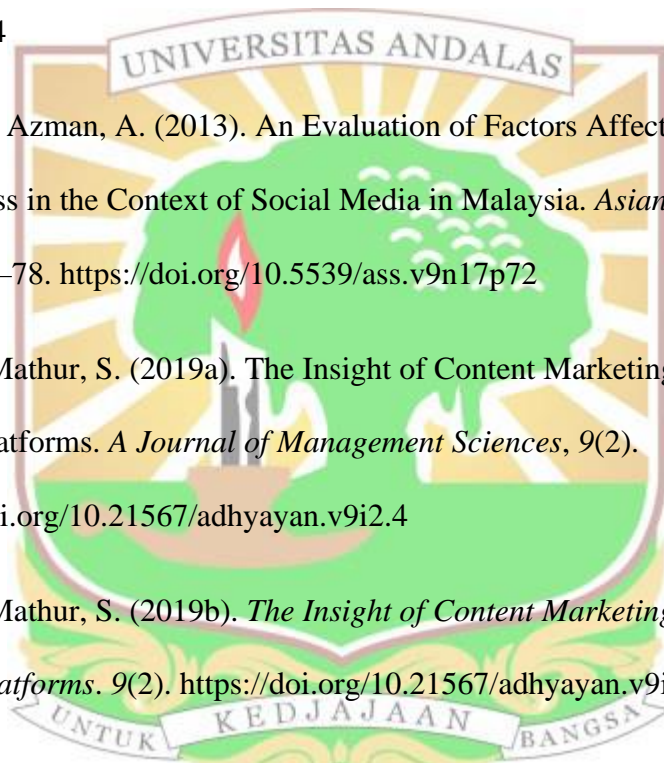 4
UNIVERSITAS ANDALAS
Azman, A. (2013). An Evaluation of Factors Affect
ss in the Context of Social Media in Malaysia. Asian
–78. https://doi.org/10.5539/ass.v9n17p72
Mathur, S. (2019a). The Insight of Content Marketing
atforms. A Journal of Management Sciences, 9(2).
oi.org/10.21567/adhyayan.v9i2.4
Mathur, S. (2019b). The Insight of Content Marketing
atforms. 9(2). https://doi.org/10.21567/adhyayan.v9i
UNTUK KEDJAJAAN BANGSA